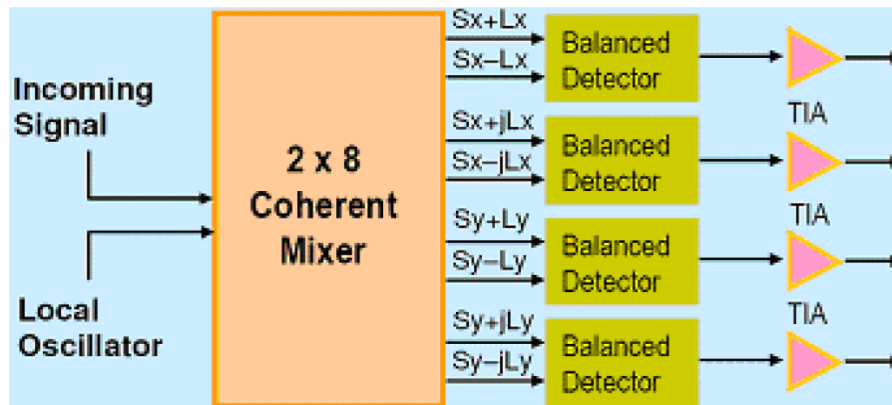 Incoming
Signal
Local
Oscillator
2 x 8
Coherent
Mixer
Sx+Lx
Sx–Lx
Balanced
Detector
Sx+jLx
Sx–jLx
Balanced
Detector
Sy+Ly
Sy–Ly
Balanced
Detector
Sy+jLy
Sy–jLy
Balanced
Detector
TIA
TIA
TIA